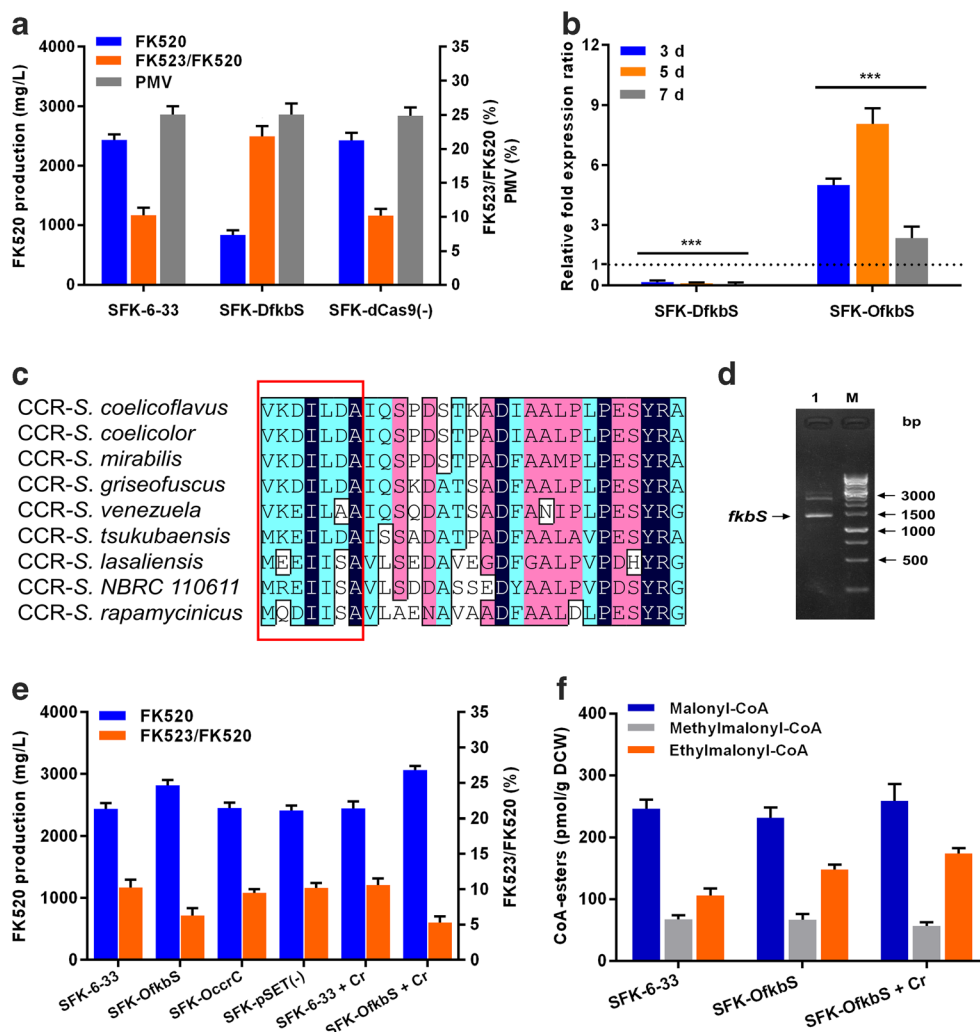 a
FK520
FK523/FK520
PMV
FK520 production (mg/L)
4000
3000
2000
1000
0
35
30
25
20
15
10
5
0
FK523/FK520 (%)
PMV (%)
SFK-6-33
SFK-DfkbS
SFK-dCas9(-)
b
3 d
5 d
7 d
Relative fold expression ratio
12
9
6
3
1
0
***
***
SFK-DfkbS
SFK-OfkbS
c
CCR-S. coelicoflavus VKDILDAIQSPDSTKADIAALPLPESYRA
CCR-S. coelicolor VKDILDAIQSPDSTPADFAALPLPESYRA
CCR-S. mirabilis VKDILDAIQSPDSTPADFAAMPLPESYRA
CCR-S. griseofuscus VKDILDAIQSKDATSADFAALPLPESYRA
CCR-S. venezuela VKEILAAIQSQDATSADFANIPLPESYRA
CCR-S. tsukubaensis MKEILDAISSADATPADFAALAVPESYRA
CCR-S. lasaliensis MEEIISAVLSEDAVEGDFGALPVPDHYRG
CCR-S. NBRC 110611 MREIISAVLSDDSSEDYAALPVPESYRG
CCR-S. rapamycinicus MQDIISAVLAENAVAADYAALDLPESYRG
d
1 M
bp
fkbS
3000
1500
1000
500
e
FK520
FK523/FK520
FK520 production (mg/L)
4000
3000
2000
1000
0
35
30
25
20
15
10
5
0
FK523/FK520 (%)
SFK-6-33
SFK-OfkbS
SFK-OccrC
SFK-pSET(-)
SFK-6-33 + Cr
SFK-OfkbS + Cr
f
Malonyl-CoA
Methylmalonyl-CoA
Ethylmalonyl-CoA
CoA-esters (pmol/g DCW)
400
300
200
100
0
SFK-6-33
SFK-OfkbS
SFK-OfkbS + Cr